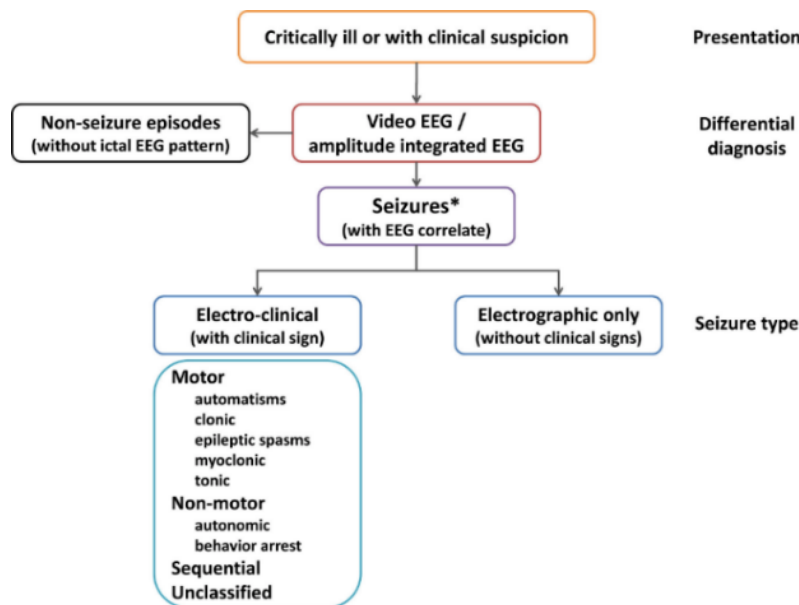 Critically ill or with clinical suspicion
Presentation
Non-seizure episodes
(without ictal EEG pattern)
Video EEG /
amplitude integrated EEG
Differential
diagnosis
Seizures*
(with EEG correlate)
Electro-clinical
(with clinical sign)
Electrographic only
(without clinical signs)
Seizure type
Motor
automatisms
clonic
epileptic spasms
myoclonic
tonic
Non-motor
autonomic
behavior arrest
Sequential
Unclassified